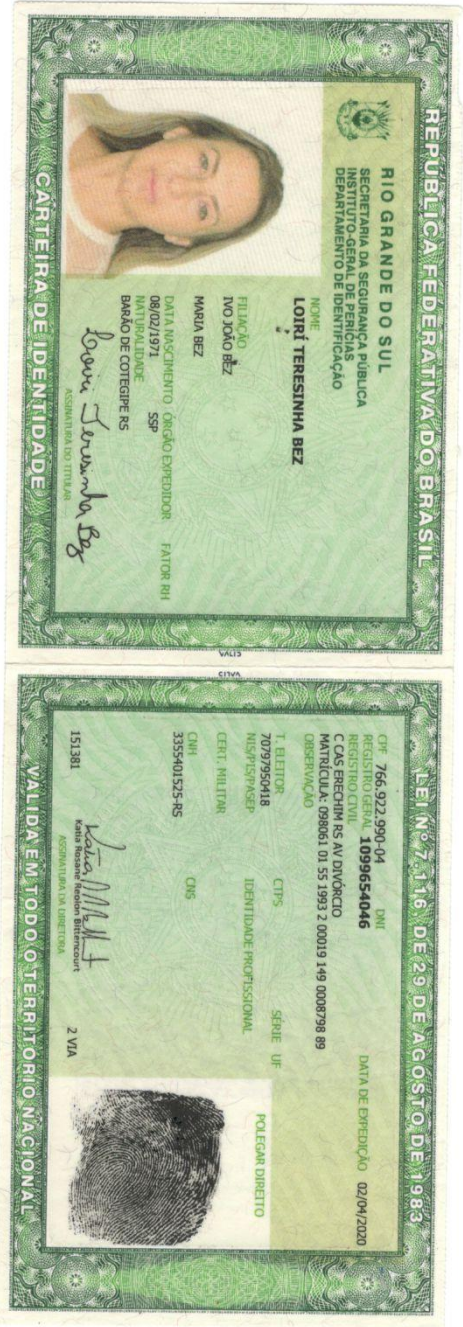 REPÚBLICA FEDERATIVA DO BRASIL
RIO GRANDE DO SUL
SECRETARIA DA SEGURANÇA PÚBLICA
INSTITUTO-GERAL DE PERÍCIAS
DEPARTAMENTO DE IDENTIFICAÇÃO
NOME
LOIRÍ TERESINHA BEZ
FILIAÇÃO
IVO JOÃO BEZ
MARIA BEZ
DATA NASCIMENTO ÓRGÃO EXPEDIDOR FATOR RH
08/02/1971 SSP
NATURALIDADE
BARÃO DE COTEGIPE RS
Loiri Teresinha Bez
ASSINATURA DO TITULAR
CARTEIRA DE IDENTIDADE
LEI Nº 7.116, DE 29 DE AGOSTO DE 1983
CPF 766.922.990-04 DNI
REGISTRO GERAL 1099654046 DATA DE EXPEDIÇÃO 02/04/2020
REGISTRO CIVIL
C CAS ERECHIM RS AV DIVÓRCIO
MATRÍCULA: 098061 01 55 1993 2 00019 149 0008798 89
OBSERVAÇÃO
T. ELEITOR CTPS SÉRIE UF
70797950418
NIS/PIS/PASEP IDENTIDADE PROFISSIONAL
CERT. MILITAR
CNH CNS
3355401525-RS
POLEGAR DIREITO
151381
Katia Rosane Reolon Bittencourt
ASSINATURA DA DIRETORA
2 VIA
VÁLIDA EM TODO O TERRITÓRIO NACIONAL